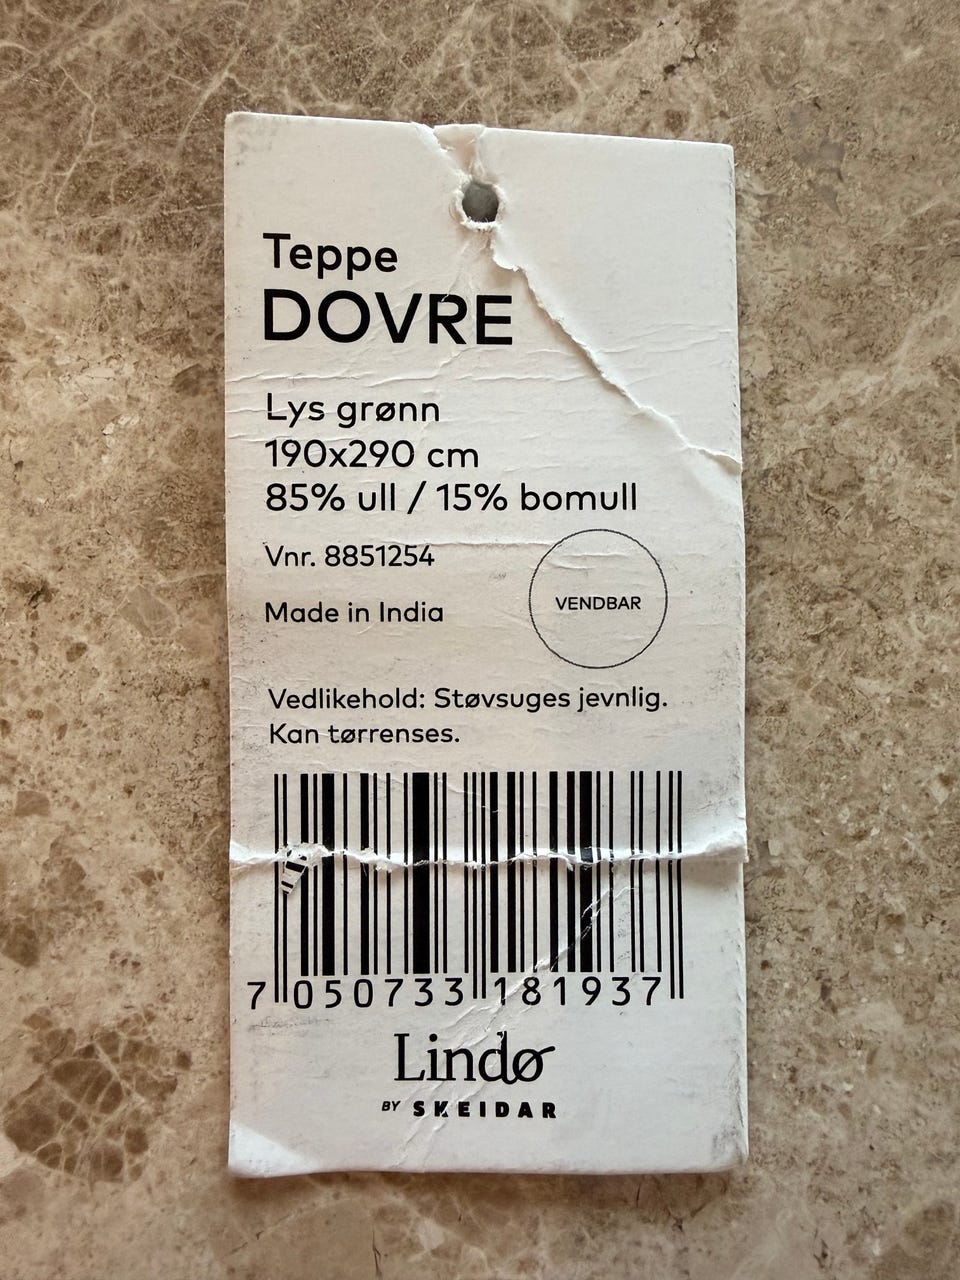 Teppe
DOVRE
Lys grønn
190x290 cm
85% ull / 15% bomull
Vnr. 8851254
Made in India
VENDBAR
Vedlikehold: Støvsuges jevnlig.
Kan tørrenses.
7 050733 181937
Lindø
BY SKEIDAR